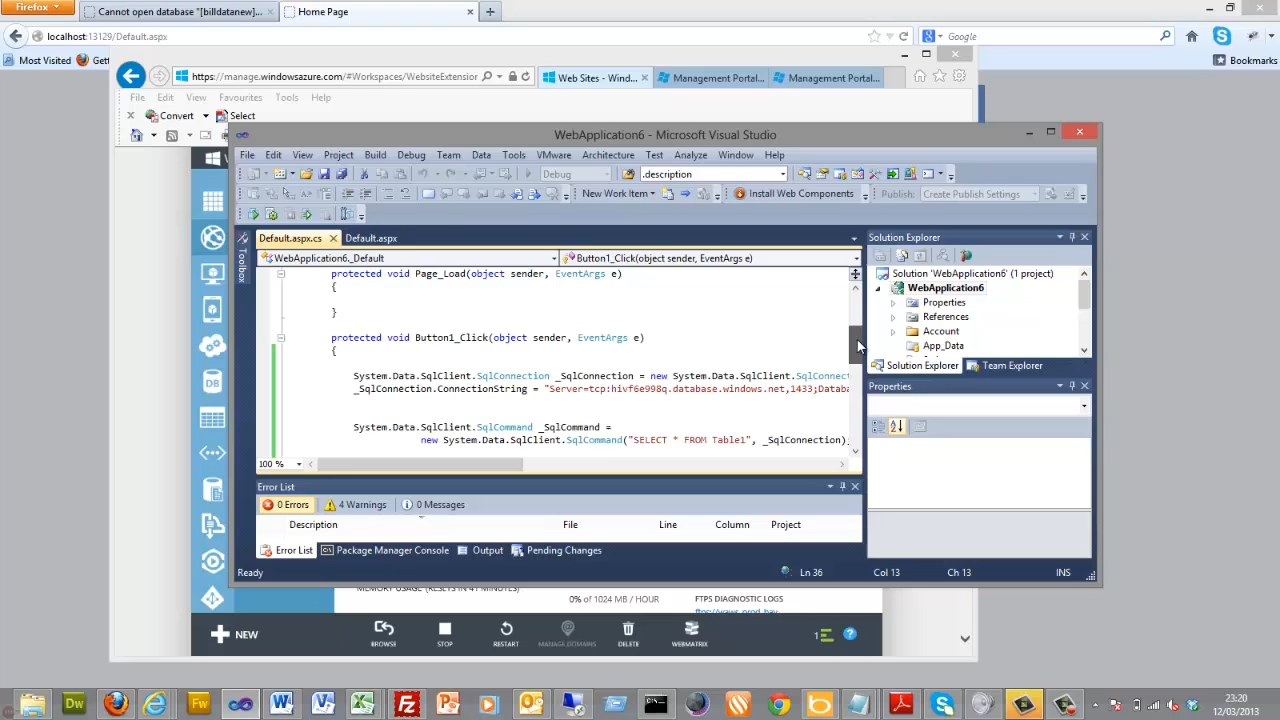 Firefox
Cannot open database "[billdatanew]...
Home Page
localhost:13129/Default.aspx
Google
Most Visited
Gett
Bookmarks
https://manage.windowsazure.com/#Workspaces/WebsiteExtension
Web Sites - Wind...
Management Portal...
Management Portal...
File Edit View Favourites Tools Help
Convert
Select
WebApplication6 - Microsoft Visual Studio
File Edit View Project Build Debug Team Data Tools VMware Architecture Test Analyze Window Help
Debug
.description
New Work Item
Install Web Components
Publish: Create Publish Settings
Toolbox
Default.aspx.cs
Default.aspx
WebApplication6._Default
Button1_Click(object sender, EventArgs e)
protected void Page_Load(object sender, EventArgs e)
{
}
protected void Button1_Click(object sender, EventArgs e)
{
System.Data.SqlClient.SqlConnection _SqlConnection = new System.Data.SqlClient.SqlConnect
_SqlConnection.ConnectionString = "Server=tcp:hivf6e998q.database.windows.net,1433;Databa
System.Data.SqlClient.SqlCommand _SqlCommand =
new System.Data.SqlClient.SqlCommand("SELECT * FROM Table1", _SqlConnection);
100 %
Solution Explorer
Solution 'WebApplication6' (1 project)
WebApplication6
Properties
References
Account
App_Data
Solution Explorer
Team Explorer
Properties
Error List
0 Errors
4 Warnings
0 Messages
Description File Line Column Project
Error List
Package Manager Console
Output
Pending Changes
Ready
Ln 36
Col 13
Ch 13
INS
0% of 1024 MB / HOUR
FTPS DIAGNOSTIC LOGS
NEW
BROWSE
STOP
RESTART
MANAGE DOMAINS
DELETE
WEBMATRIX
1
23:20
12/03/2013